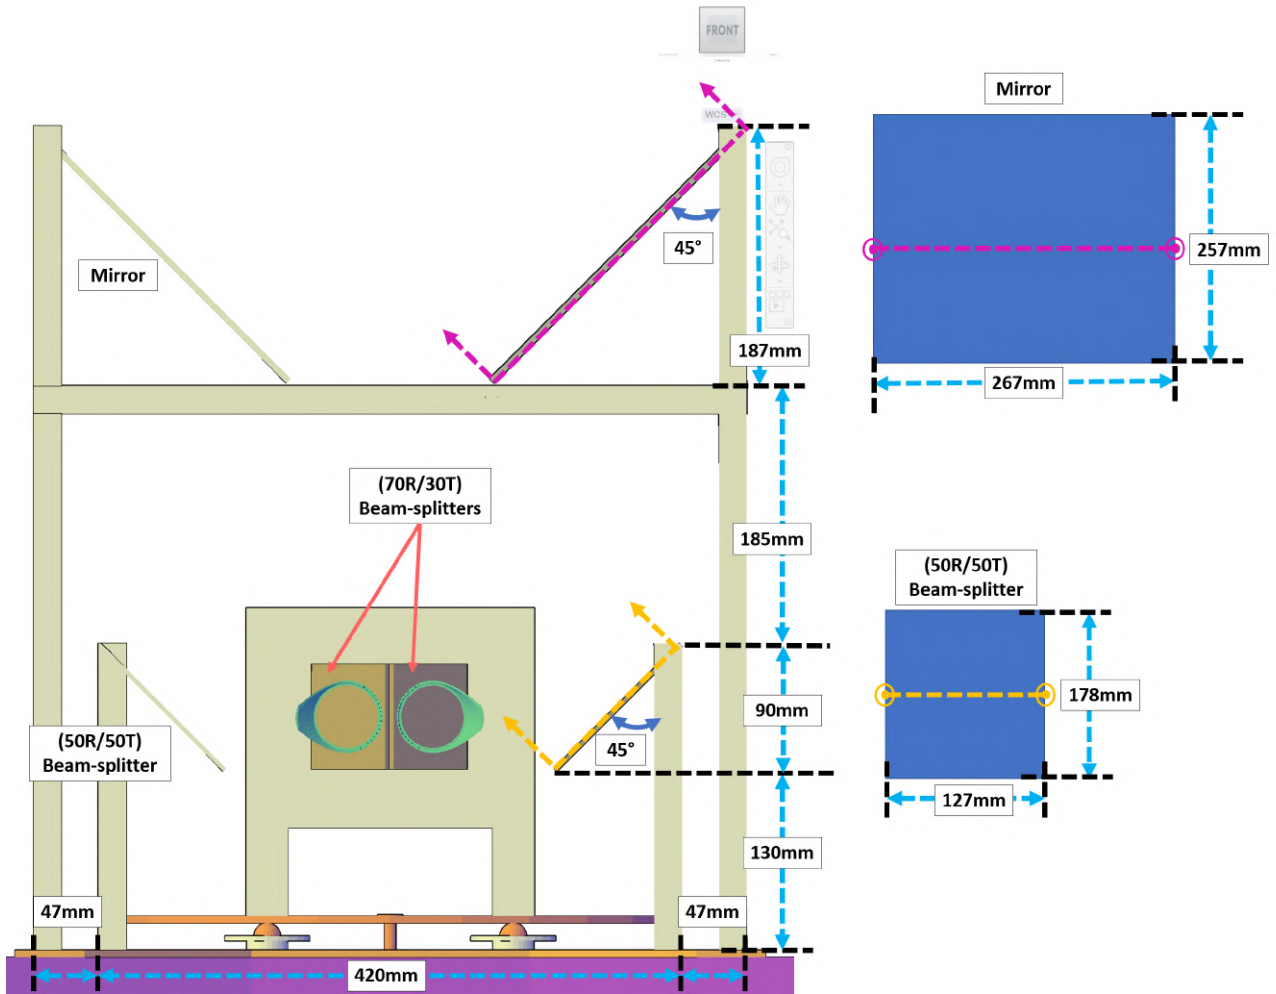 FRONT
Mirror
WCS
45°
Mirror
257mm
187mm
267mm
(70R/30T)
Beam-splitters
185mm
(50R/50T)
Beam-splitter
178mm
90mm
45°
(50R/50T)
Beam-splitter
127mm
130mm
47mm
47mm
420mm